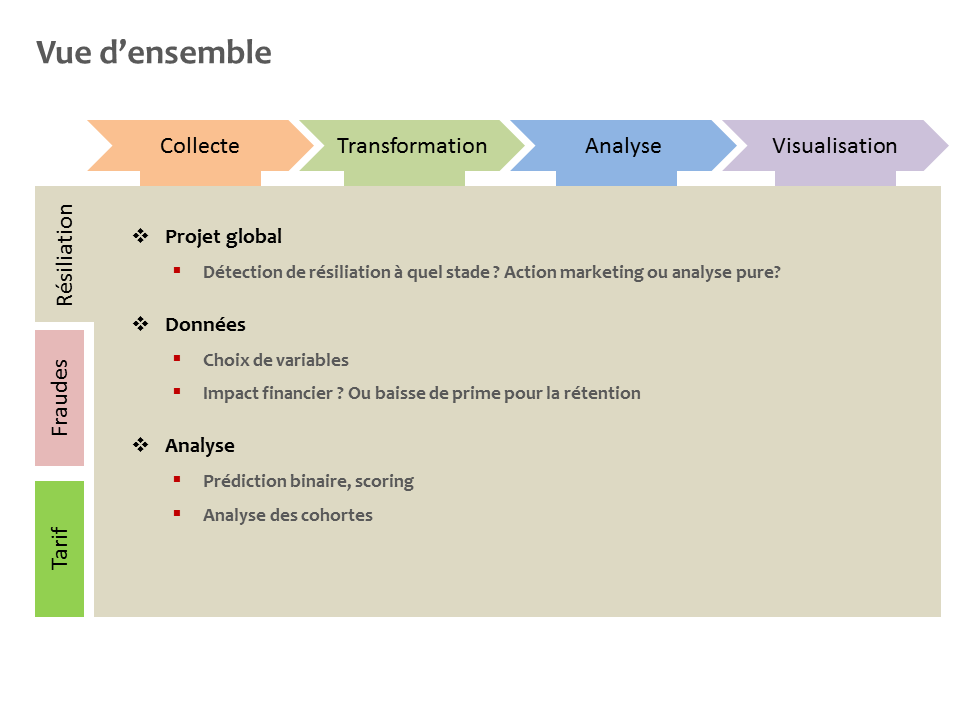 Vue d’ensemble
Collecte
Transformation
Analyse
Visualisation
Résiliation
Projet global
Détection de résiliation à quel stade ? Action marketing ou analyse pure?
Données
Choix de variables
Impact financier ? Ou baisse de prime pour la rétention
Fraudes
Analyse
Prédiction binaire, scoring
Analyse des cohortes
Tarif